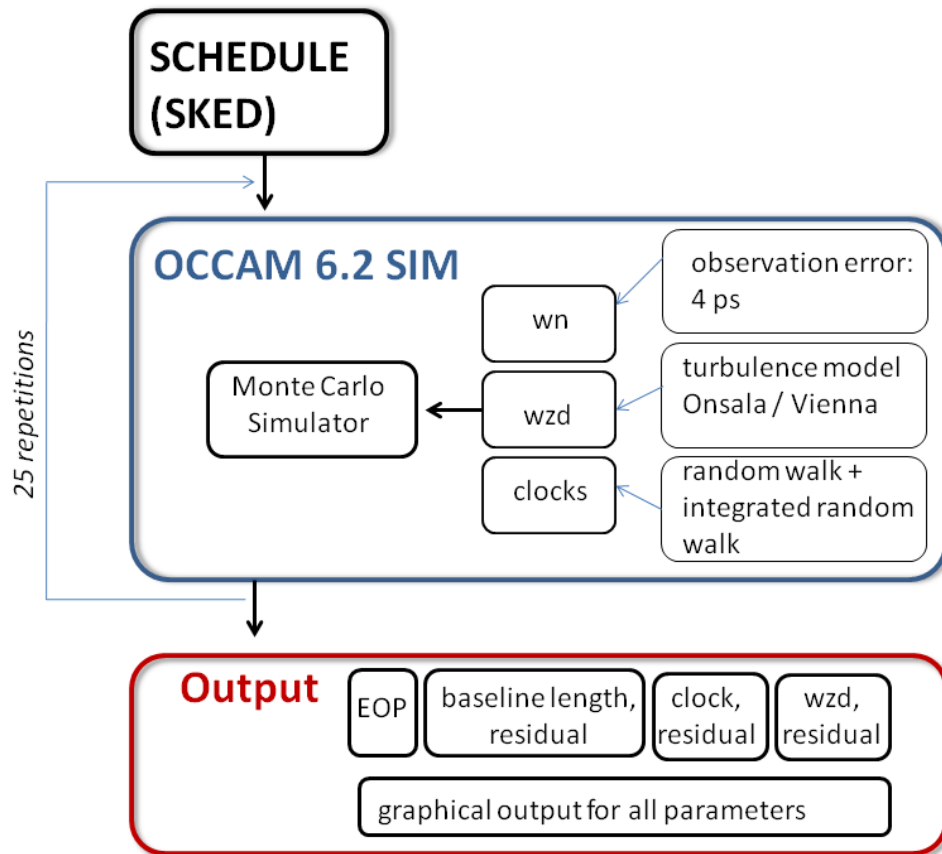 SCHEDULE
(SKED)
25 repetitions
OCCAM 6.2 SIM
observation error:
4 ps
wn
turbulence model
Onsala / Vienna
Monte Carlo
Simulator
wzd
clocks
random walk +
integrated random
walk
Output
EOP
baseline length,
residual
clock,
residual
wzd,
residual
graphical output for all parameters